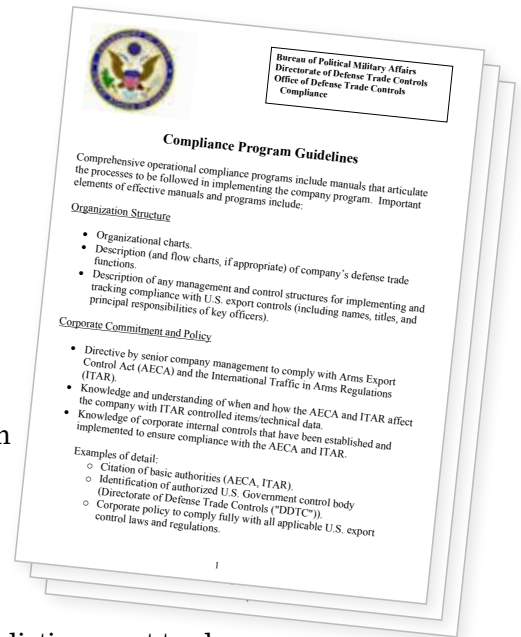 Bureau of Political Military Affairs
Directorate of Defense Trade Controls
Office of Defense Trade Controls
Compliance
Compliance Program Guidelines
Comprehensive operational compliance programs include manuals that articulate
the processes to be followed in implementing the company program. Important
elements of effective manuals and programs include:
Organization Structure
• Organizational charts.
• Description (and flow charts, if appropriate) of company's defense trade
functions.
• Description of any management and control structures for implementing and
tracking compliance with U.S. export controls (including names, titles, and
principal responsibilities of key officers).
Corporate Commitment and Policy
• Directive by senior company management to comply with Arms Export
Control Act (AECA) and the International Traffic in Arms Regulations
(ITAR).
• Knowledge and understanding of when and how the AECA and ITAR affect
the company with ITAR controlled items/technical data.
• Knowledge of corporate internal controls that have been established and
implemented to ensure compliance with the AECA and ITAR.
Examples of detail:
○ Citation of basic authorities (AECA, ITAR).
○ Identification of authorized U.S. Government control body
(Directorate of Defense Trade Controls ("DDTC")).
○ Corporate policy to comply fully with all applicable U.S. export
control laws and regulations.
1